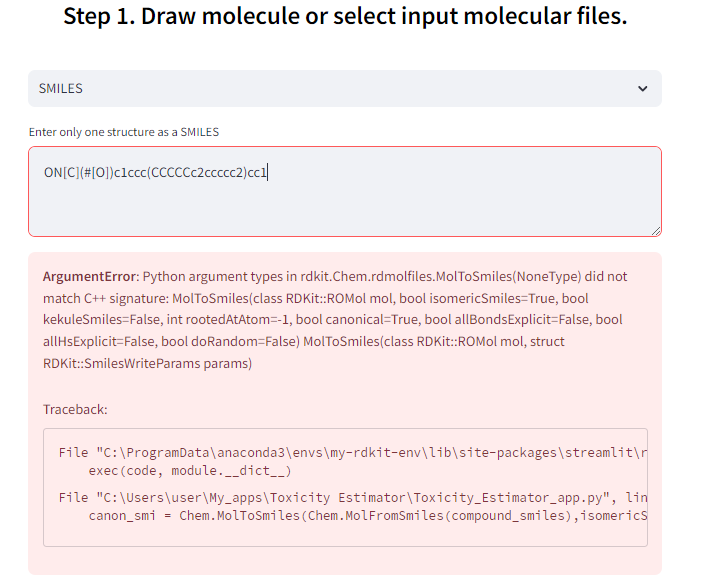 Step 1. Draw molecule or select input molecular files.
SMILES
Enter only one structure as a SMILES
ON[C](#[O])c1ccc(CCCCCc2ccccc2)cc1
ArgumentError: Python argument types in rdkit.Chem.rdmolfiles.MolToSmiles(NoneType) did not
match C++ signature: MolToSmiles(class RDKit::ROMol mol, bool isomericSmiles=True, bool
kekuleSmiles=False, int rootedAtAtom=-1, bool canonical=True, bool allBondsExplicit=False, bool
allHsExplicit=False, bool doRandom=False) MolToSmiles(class RDKit::ROMol mol, struct
RDKit::SmilesWriteParams params)
Traceback:
File "C:\ProgramData\anaconda3\envs\my-rdkit-env\lib\site-packages\streamlit\r
exec(code, module.__dict__)
File "C:\Users\user\My_apps\Toxicity Estimator\Toxicity_Estimator_app.py", lin
canon_smi = Chem.MolToSmiles(Chem.MolFromSmiles(compound_smiles),isomericS